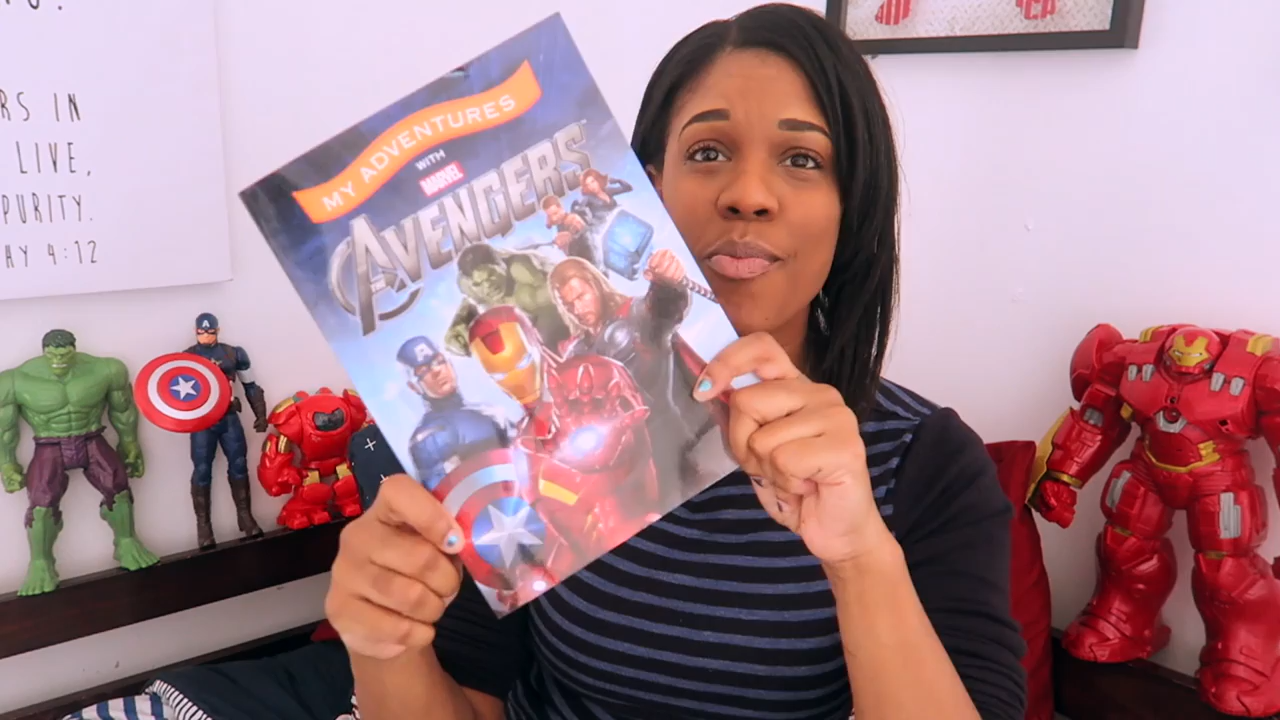 RS IN
LIVE,
PURITY.
HY 4:12
MY ADVENTURES
WITH
MARVEL
AVENGERS
A